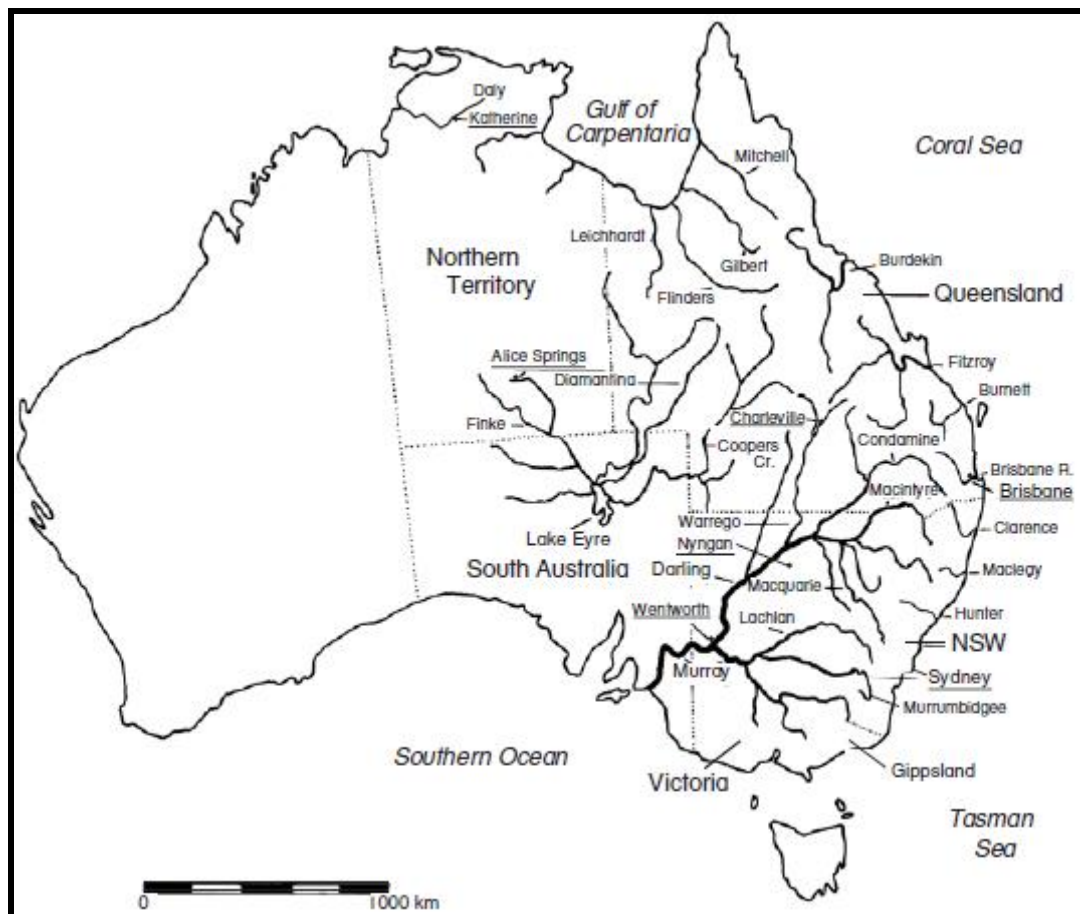 Daly
Katherine
Gulf of
Carpentaria
Coral Sea
Mitchell
Leichhardt
Gilbert
Burdekin
Northern
Territory
Flinders
Queensland
Alice Springs
Diamantina
Fitzroy
Burnett
Finke
Charleville
Coopers
Cr.
Condamine
Brisbane R.
Macintyre
Brisbane
Warrego
Clarence
Lake Eyre
Nyngan
South Australia
Darling
Maclegy
Macquarie
Wentworth
Lachlan
Hunter
NSW
Murray
Sydney
Murrumbidgee
Southern Ocean
Victoria
Gippsland
Tasman
Sea
0
1000 km